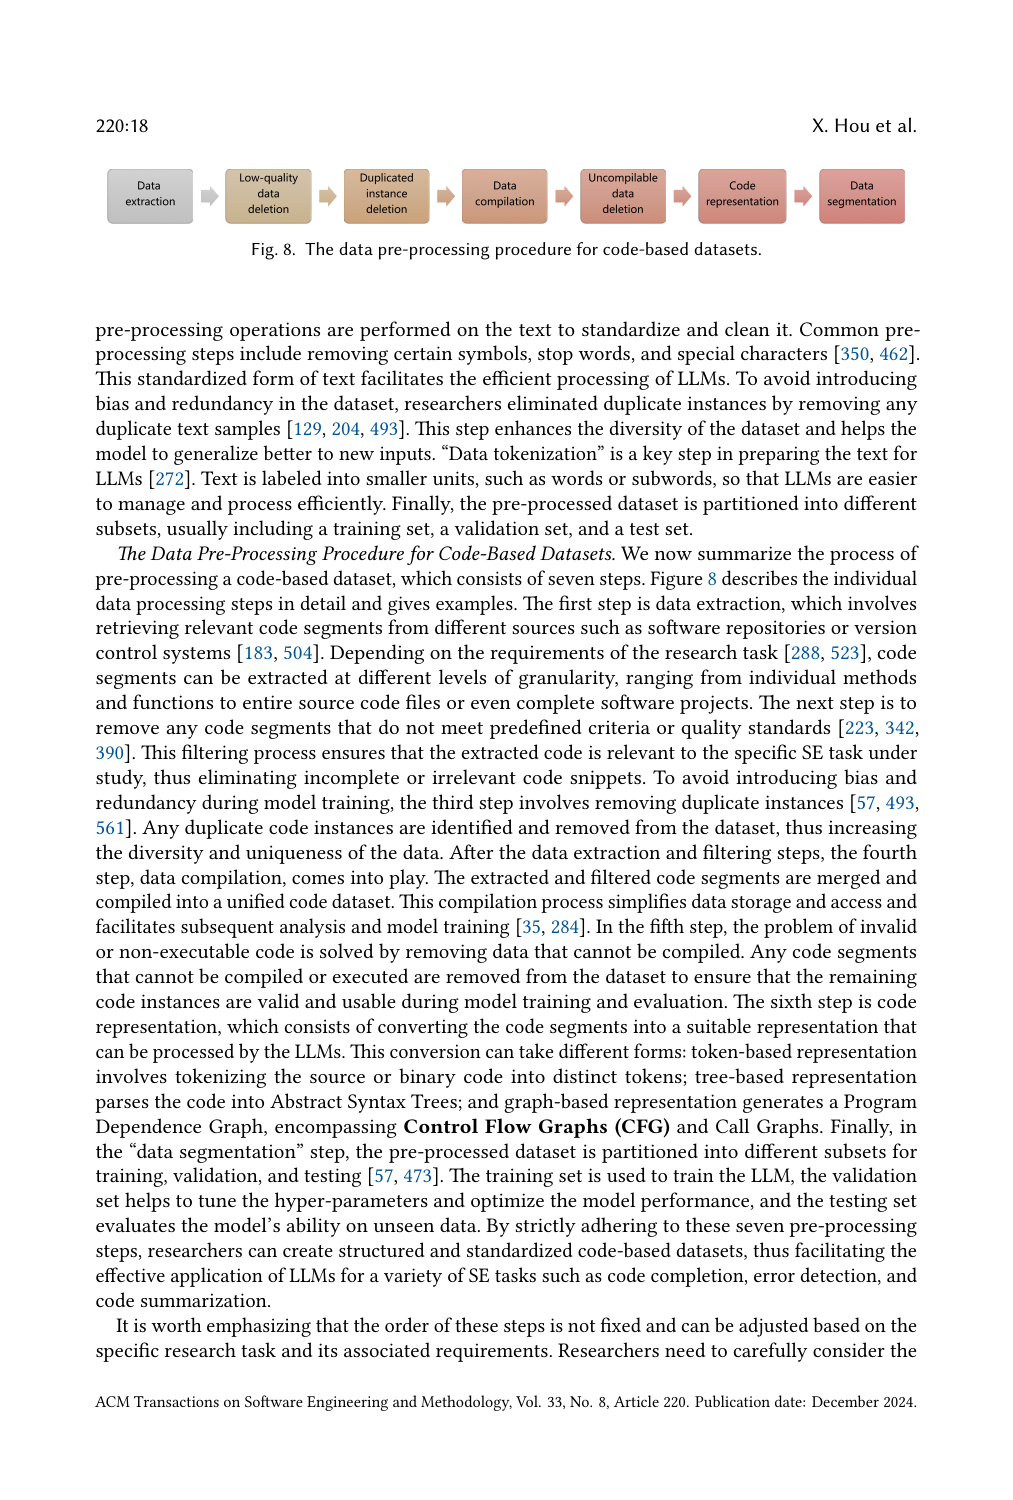 220:18
X. Hou et al.
Data
extraction
Low-quality
data
deletion
Duplicated
instance
deletion
Data
compilation
Uncompilable
data
deletion
Code
representation
Data
segmentation
Fig. 8. The data pre-processing procedure for code-based datasets.
pre-processing operations are performed on the text to standardize and clean it. Common pre-
processing steps include removing certain symbols, stop words, and special characters [350, 462].
This standardized form of text facilitates the efficient processing of LLMs. To avoid introducing
bias and redundancy in the dataset, researchers eliminated duplicate instances by removing any
duplicate text samples [129, 204, 493]. This step enhances the diversity of the dataset and helps the
model to generalize better to new inputs. “Data tokenization” is a key step in preparing the text for
LLMs [272]. Text is labeled into smaller units, such as words or subwords, so that LLMs are easier
to manage and process efficiently. Finally, the pre-processed dataset is partitioned into different
subsets, usually including a training set, a validation set, and a test set.
The Data Pre-Processing Procedure for Code-Based Datasets. We now summarize the process of
pre-processing a code-based dataset, which consists of seven steps. Figure 8 describes the individual
data processing steps in detail and gives examples. The first step is data extraction, which involves
retrieving relevant code segments from different sources such as software repositories or version
control systems [183, 504]. Depending on the requirements of the research task [288, 523], code
segments can be extracted at different levels of granularity, ranging from individual methods
and functions to entire source code files or even complete software projects. The next step is to
remove any code segments that do not meet predefined criteria or quality standards [223, 342,
390]. This filtering process ensures that the extracted code is relevant to the specific SE task under
study, thus eliminating incomplete or irrelevant code snippets. To avoid introducing bias and
redundancy during model training, the third step involves removing duplicate instances [57, 493,
561]. Any duplicate code instances are identified and removed from the dataset, thus increasing
the diversity and uniqueness of the data. After the data extraction and filtering steps, the fourth
step, data compilation, comes into play. The extracted and filtered code segments are merged and
compiled into a unified code dataset. This compilation process simplifies data storage and access and
facilitates subsequent analysis and model training [35, 284]. In the fifth step, the problem of invalid
or non-executable code is solved by removing data that cannot be compiled. Any code segments
that cannot be compiled or executed are removed from the dataset to ensure that the remaining
code instances are valid and usable during model training and evaluation. The sixth step is code
representation, which consists of converting the code segments into a suitable representation that
can be processed by the LLMs. This conversion can take different forms: token-based representation
involves tokenizing the source or binary code into distinct tokens; tree-based representation
parses the code into Abstract Syntax Trees; and graph-based representation generates a Program
Dependence Graph, encompassing Control Flow Graphs (CFG) and Call Graphs. Finally, in
the “data segmentation” step, the pre-processed dataset is partitioned into different subsets for
training, validation, and testing [57, 473]. The training set is used to train the LLM, the validation
set helps to tune the hyper-parameters and optimize the model performance, and the testing set
evaluates the model’s ability on unseen data. By strictly adhering to these seven pre-processing
steps, researchers can create structured and standardized code-based datasets, thus facilitating the
effective application of LLMs for a variety of SE tasks such as code completion, error detection, and
code summarization.
It is worth emphasizing that the order of these steps is not fixed and can be adjusted based on the
specific research task and its associated requirements. Researchers need to carefully consider the
ACM Transactions on Software Engineering and Methodology, Vol. 33, No. 8, Article 220. Publication date: December 2024.